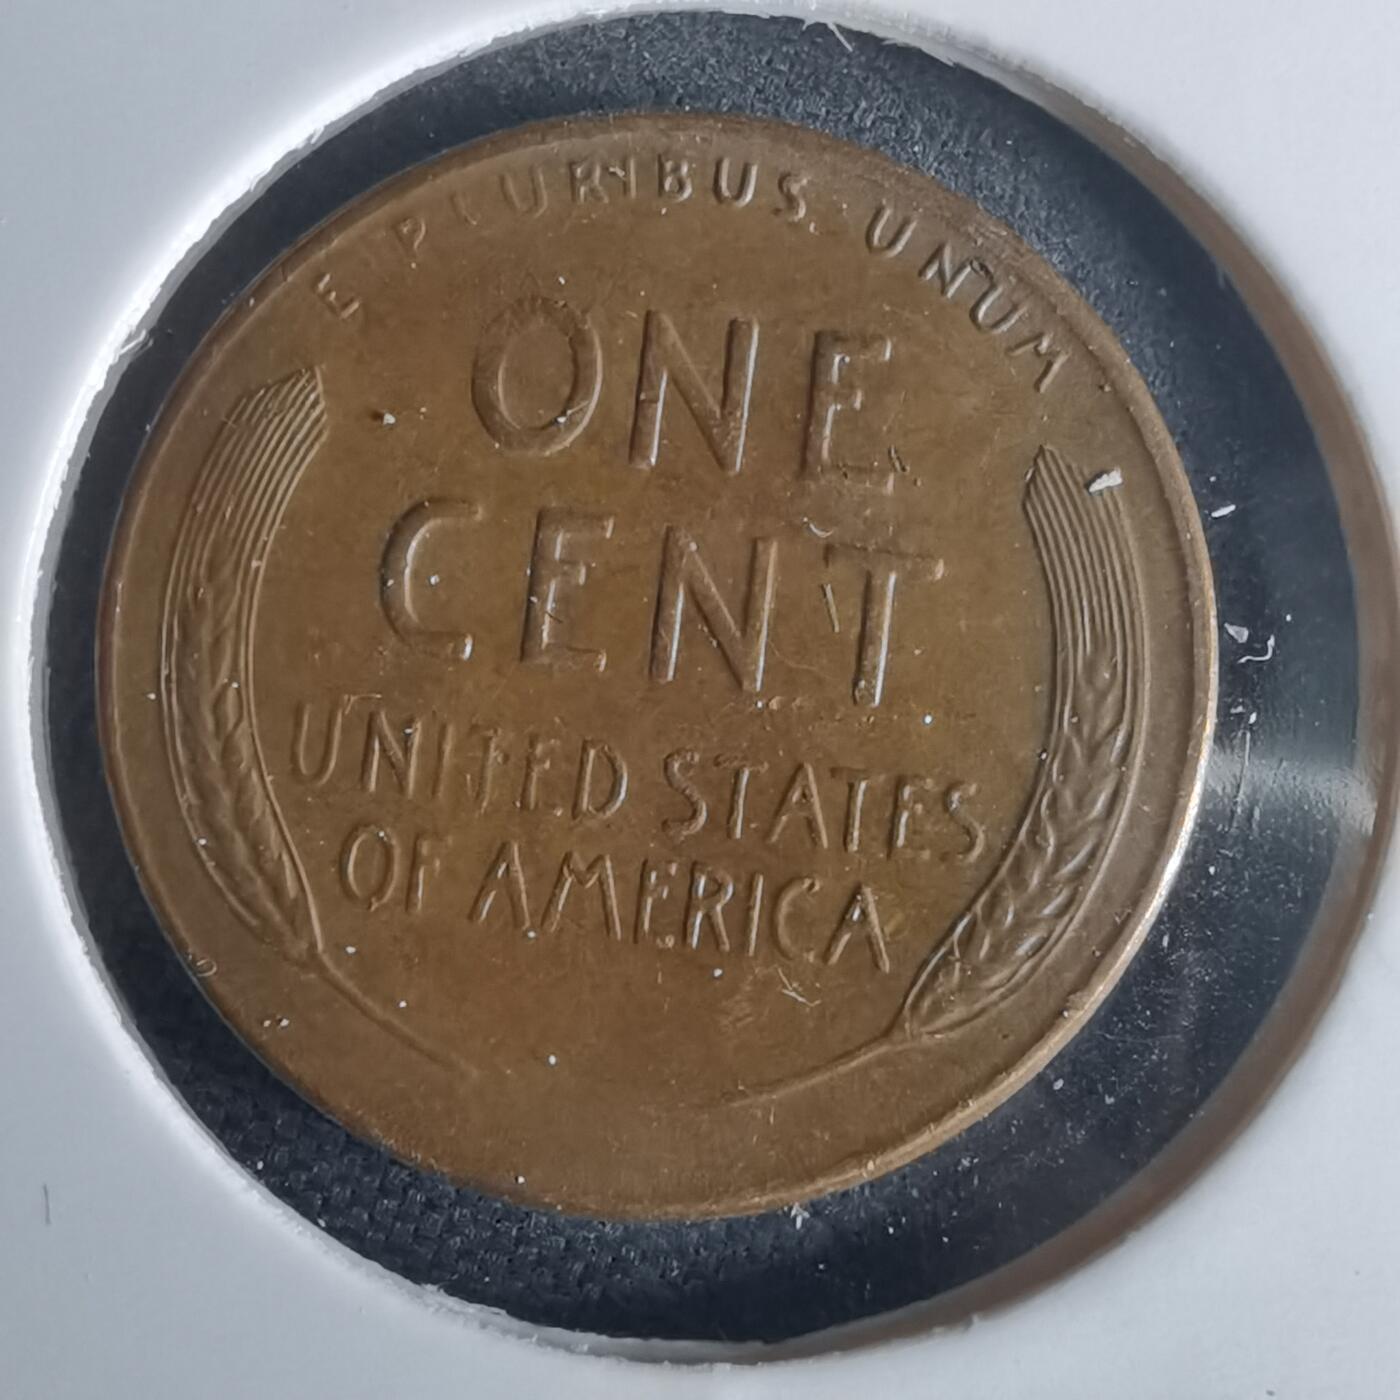 E PLURIBUS UNUM
ONE
CENT
UNITED STATES
OF AMERICA